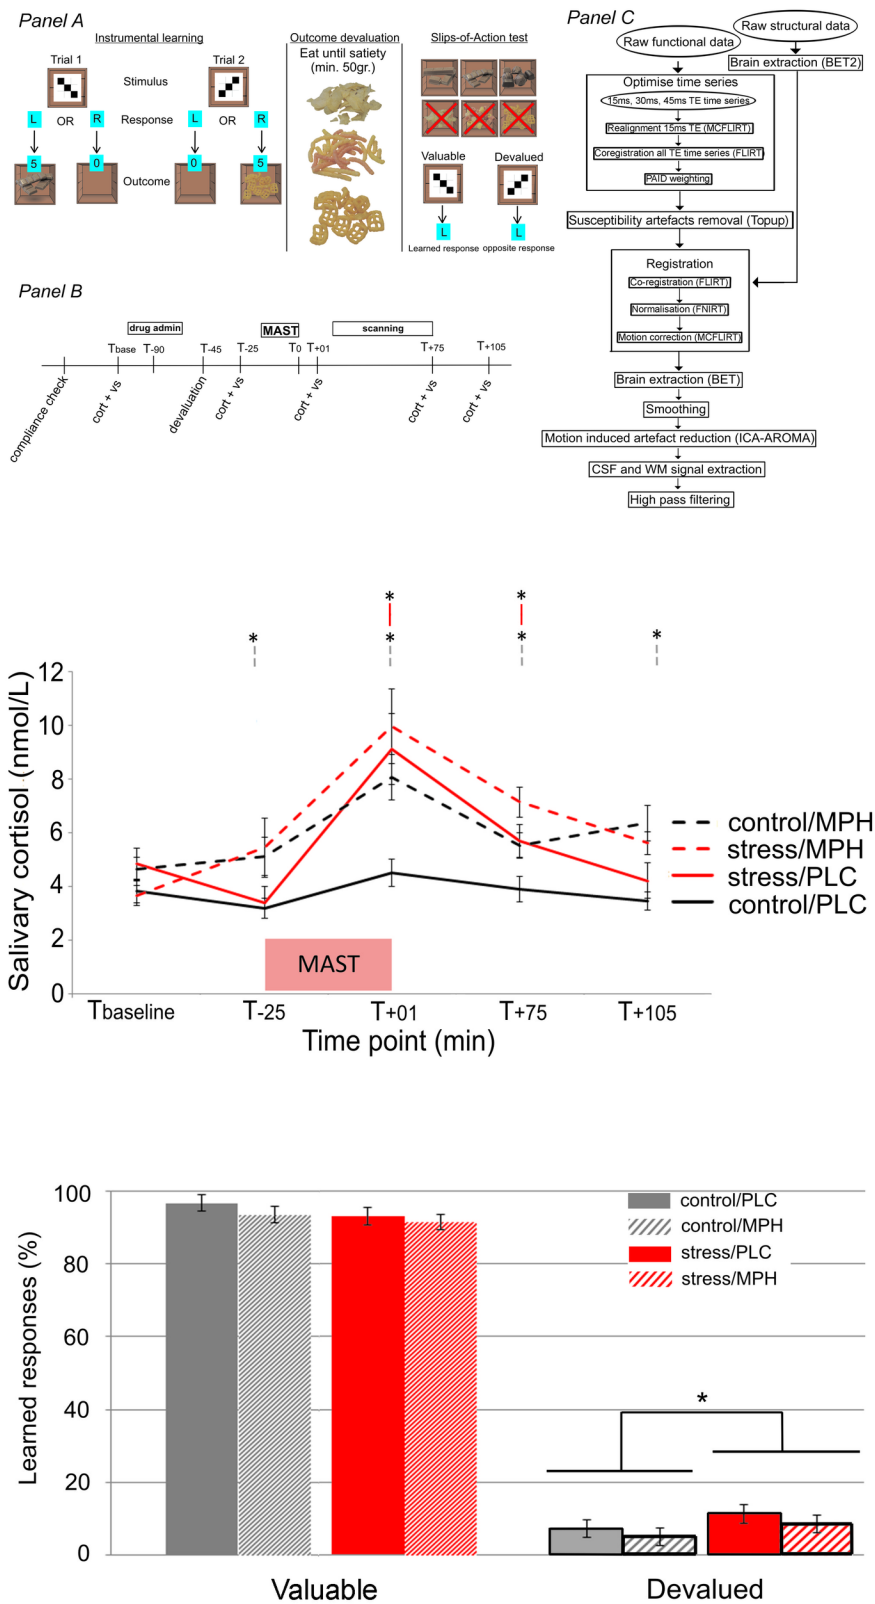 Panel A
Instrumental learning
Trial 1
Trial 2
Stimulus
L
OR
R
Response
L
OR
R
5
0
Outcome
0
5
Outcome devaluation
Eat until satiety
(min. 50gr.)
Slips-of-Action test
Valuable
Devalued
L
L
Learned response
opposite response
Panel B
drug admin
MAST
scanning
Tbase
T-90
T-45
T-25
T0
T+01
T+75
T+105
compliance check
cort + vs
devaluation
cort + vs
cort + vs
cort + vs
cort + vs
Panel C
Raw functional data
Raw structural data
Brain extraction (BET2)
Optimise time series
15ms, 30ms, 45ms TE time series
Realignment 15ms TE (MCFLIRT)
Coregistration all TE time series (FLIRT)
PAID weighting
Susceptibility artefacts removal (Topup)
Registration
Co-registration (FLIRT)
Normalisation (FNIRT)
Motion correction (MCFLIRT)
Brain extraction (BET)
Smoothing
Motion induced artefact reduction (ICA-AROMA)
CSF and WM signal extraction
High pass filtering
* *
* * * *
Salivary cortisol (nmol/L)
12
10
8
6
4
2
0
control/MPH
stress/MPH
stress/PLC
control/PLC
MAST
Tbaseline
T-25
T+01
T+75
T+105
Time point (min)
Learned responses (%)
100
80
60
40
20
0
control/PLC
control/MPH
stress/PLC
stress/MPH
*
Valuable
Devalued